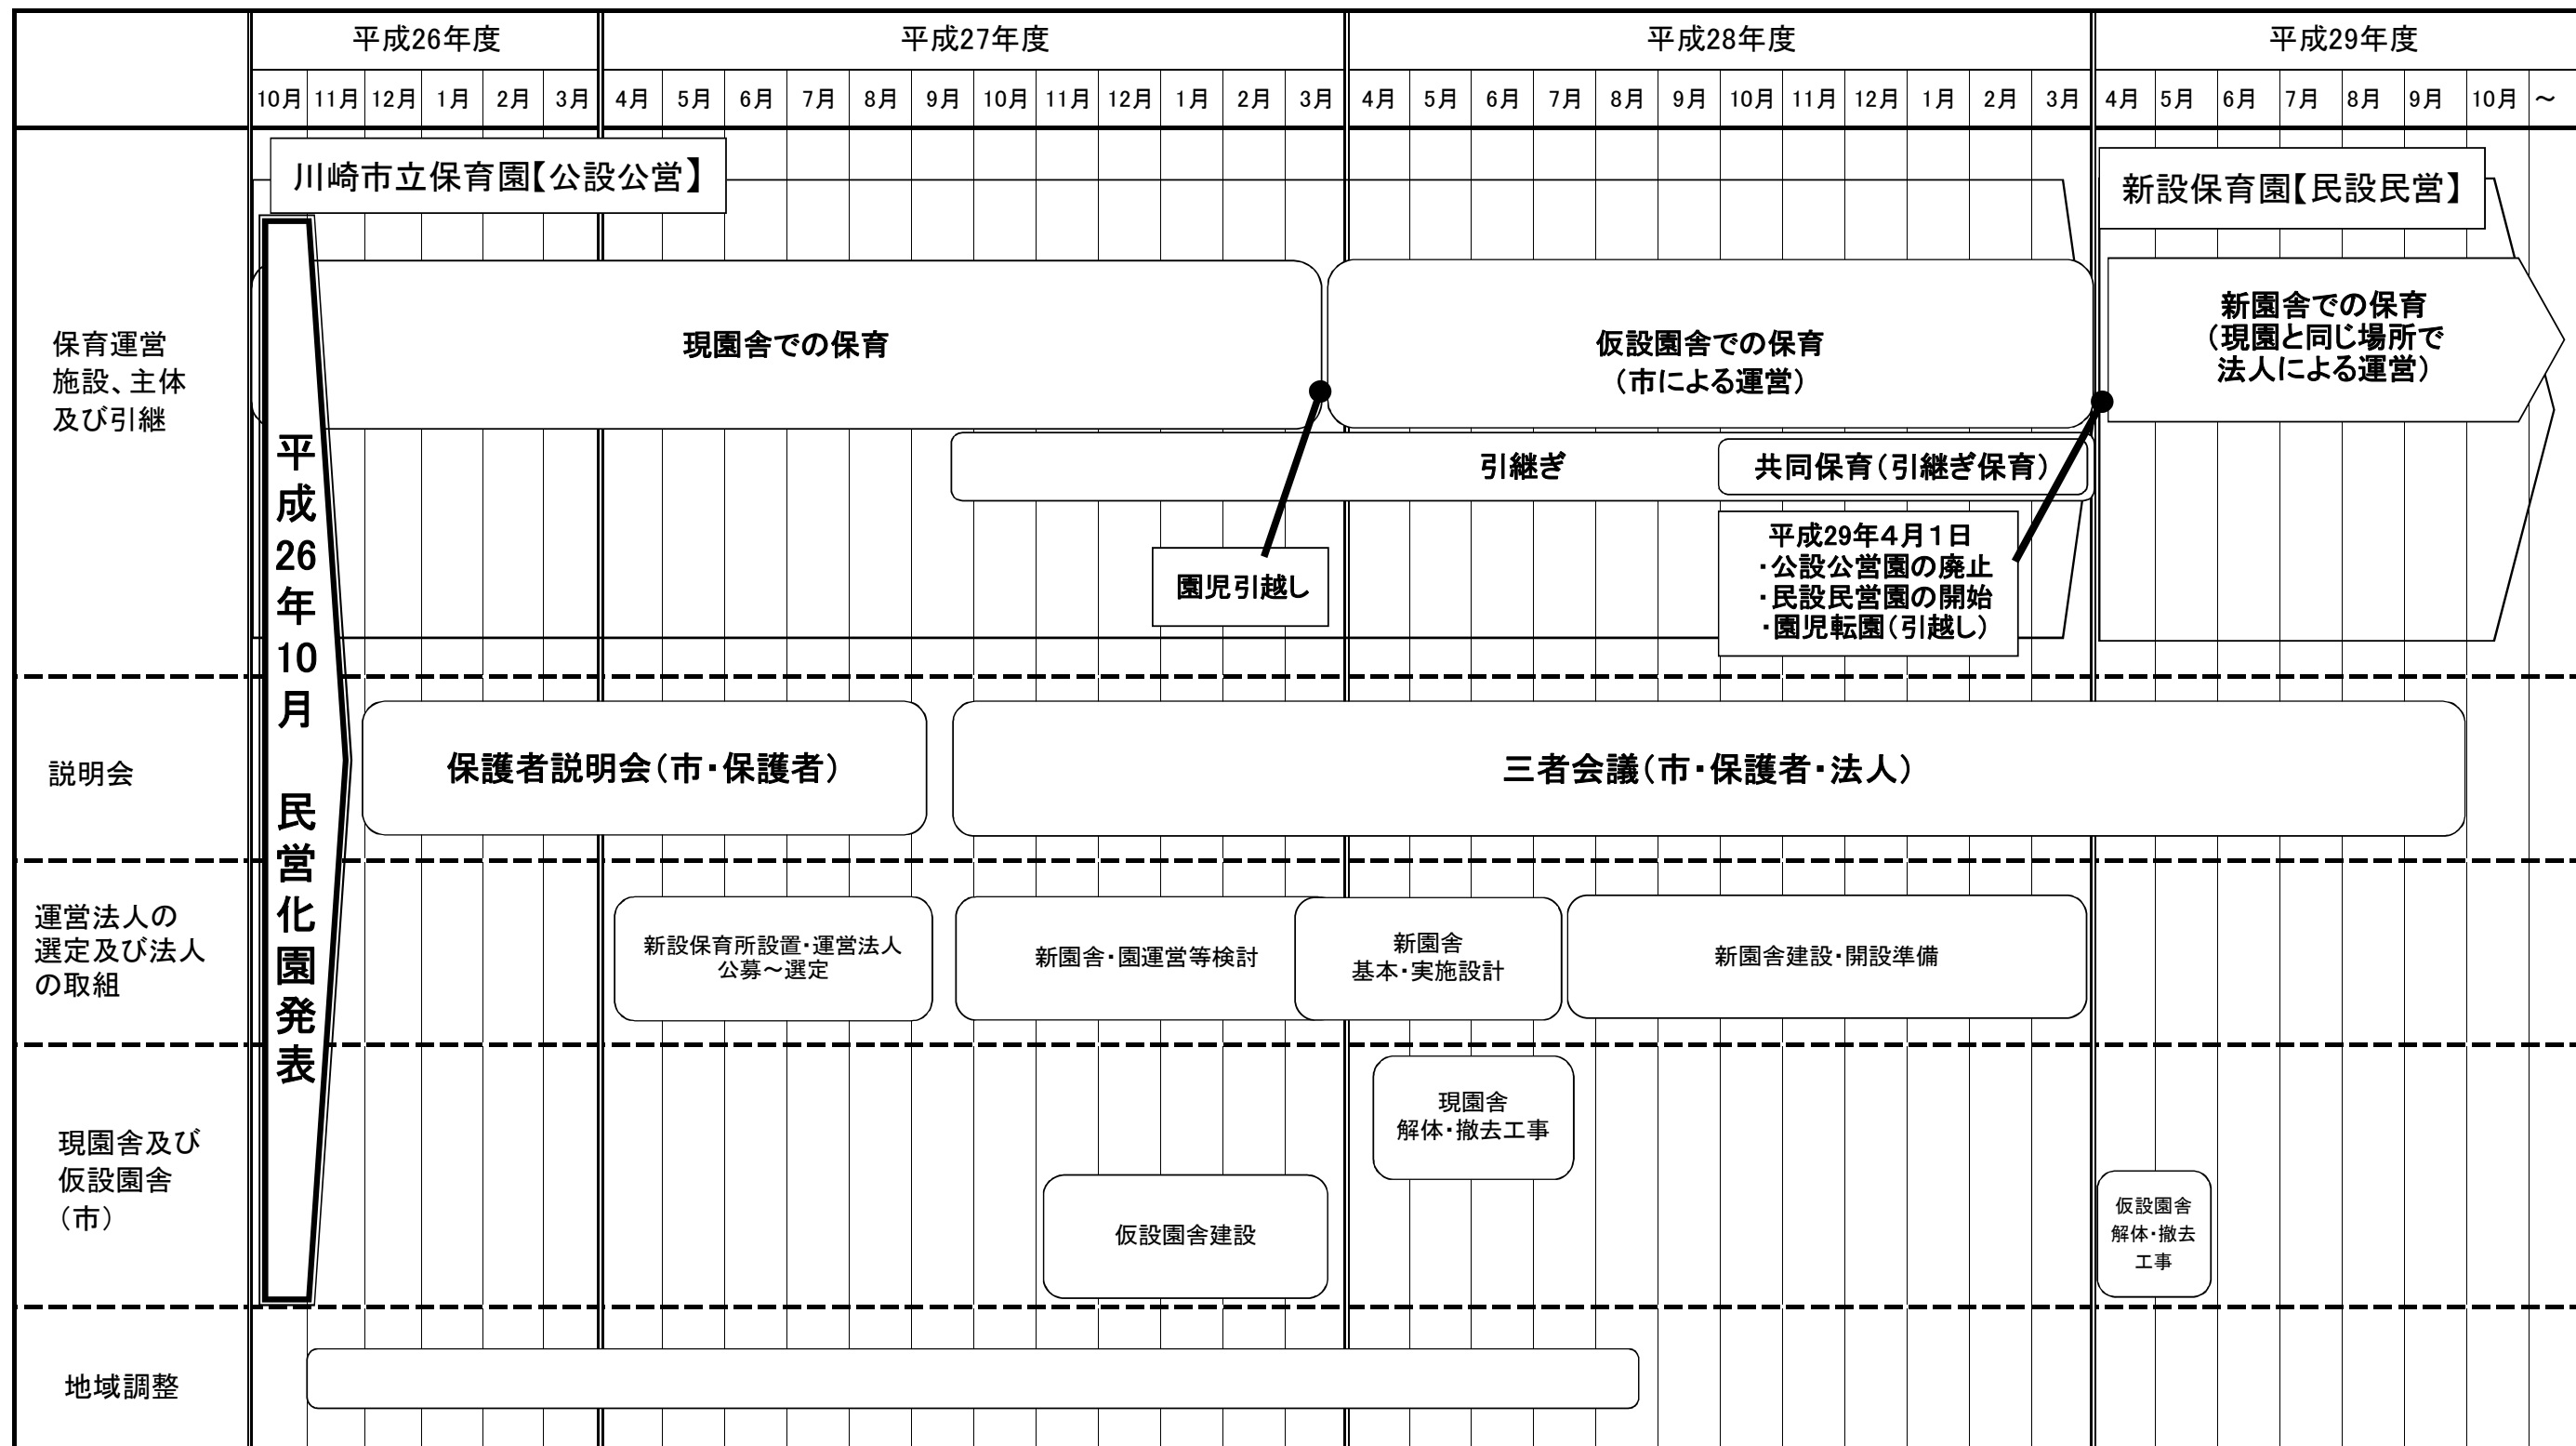 平成26年度
平成27年度
平成28年度
平成29年度
10月 11月 12月 1月 2月 3月 4月 5月 6月 7月 8月 9月 10月 11月 12月 1月 2月 3月 4月 5月 6月 7月 8月 9月 10月 11月 12月 1月 2月 3月 4月 5月 6月 7月 8月 9月 10月 ～
川崎市立保育園【公設公営】
新設保育園【民設民営】
平成26年10月 民営化園発表
保育運営
施設、主体
及び引継
現園舎での保育
仮設園舎での保育
（市による運営）
新園舎での保育
（現園と同じ場所で
法人による運営）
引継ぎ
共同保育（引継ぎ保育）
園児引越し
平成29年４月１日
・公設公営園の廃止
・民設民営園の開始
・園児転園（引越し）
説明会
保護者説明会（市・保護者）
三者会議（市・保護者・法人）
運営法人の
選定及び法人
の取組
新設保育所設置・運営法人
公募～選定
新園舎・園運営等検討
新園舎
基本・実施設計
新園舎建設・開設準備
現園舎及び
仮設園舎
（市）
現園舎
解体・撤去工事
仮設園舎建設
仮設園舎
解体・撤去
工事
地域調整